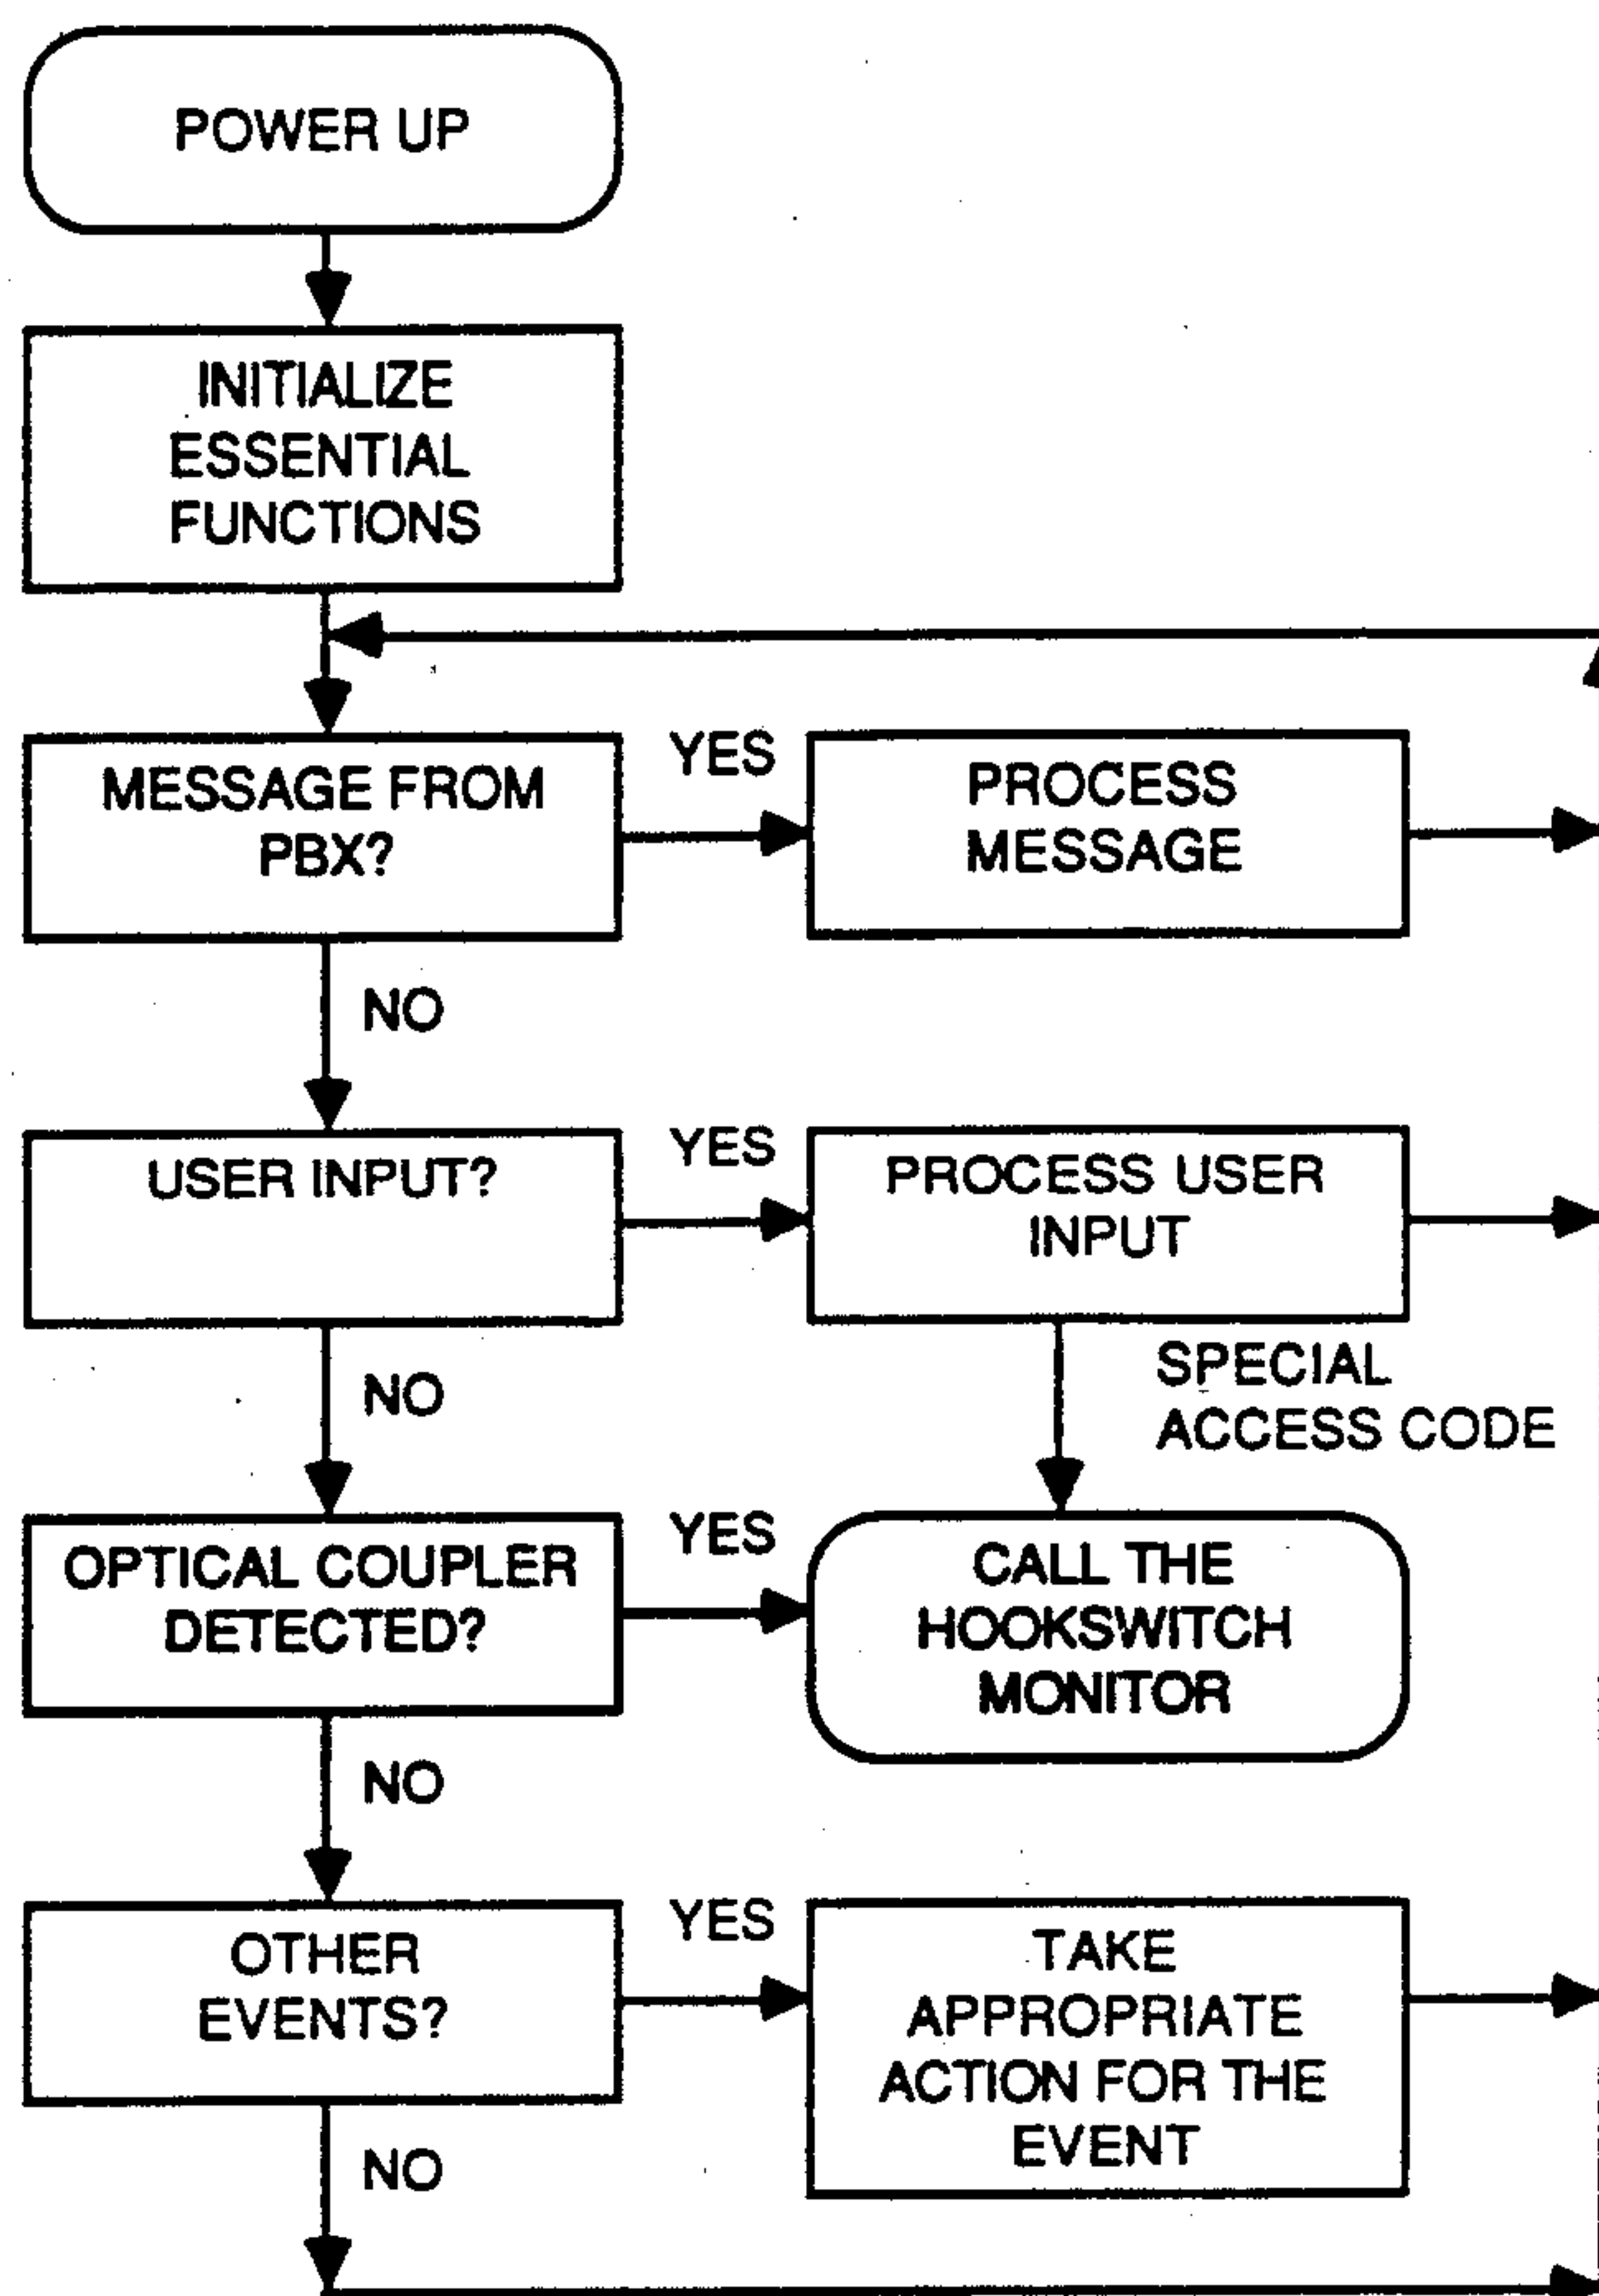 POWER UP
INITIALIZE
ESSENTIAL
FUNCTIONS
MESSAGE FROM
PBX?
YES
PROCESS
MESSAGE
NO
USER INPUT?
YES
PROCESS USER
INPUT
NO
SPECIAL
ACCESS CODE
OPTICAL COUPLER
DETECTED?
YES
CALL THE
HOOKSWITCH
MONITOR
NO
OTHER
EVENTS?
YES
TAKE
APPROPRIATE
ACTION FOR THE
EVENT
NO